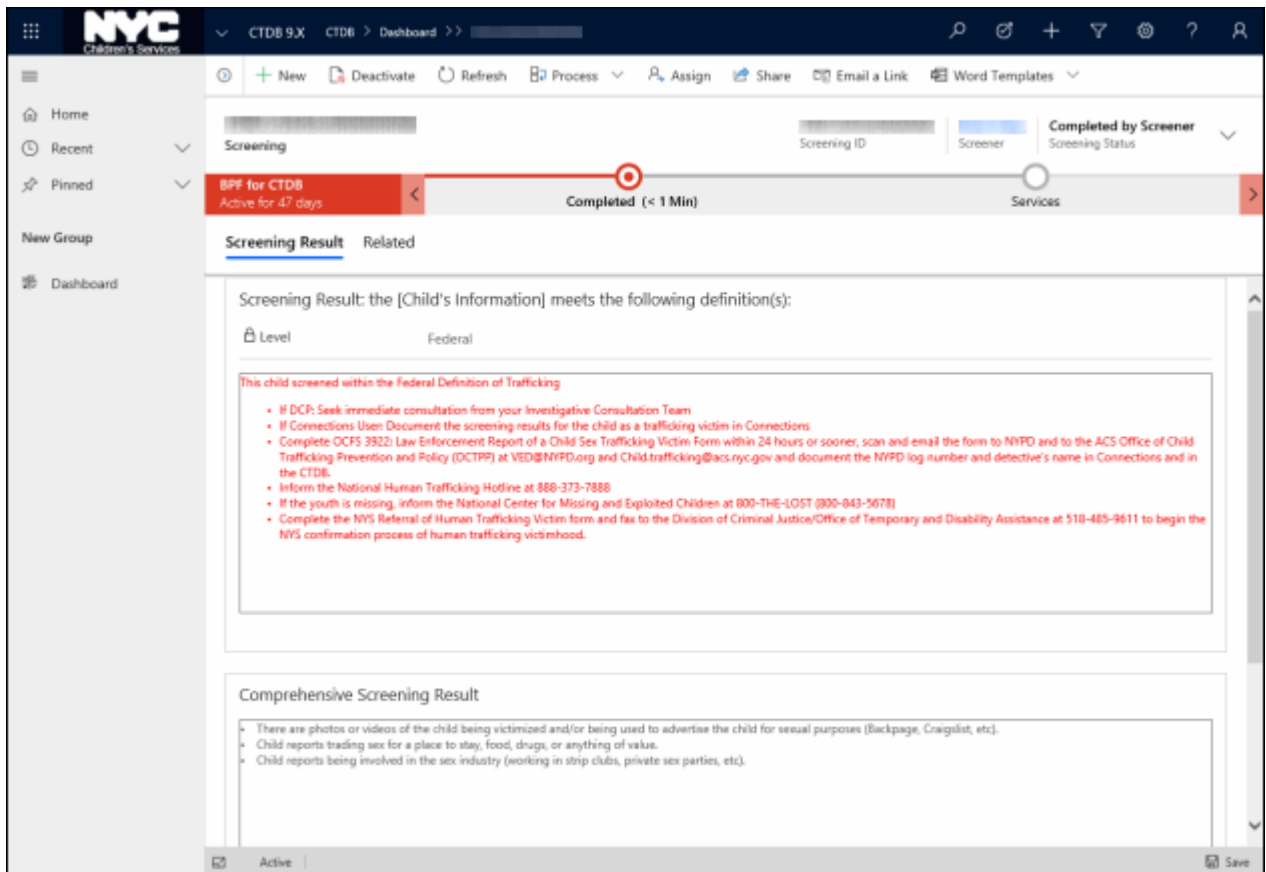 NYC
Children's Services
CTDB 9.X CTDB > Dashboard >>
?
New Deactivate Refresh Process Assign Share Email a Link Word Templates
Home
Recent
Pinned
New Group
Dashboard
Screening
Screening ID
Screener
Completed by Screener
Screening Status
BPF for CTDB
Active for 47 days
Completed (< 1 Min)
Services
Screening Result Related
Screening Result: the [Child's Information] meets the following definition(s):
Level Federal
This child screened within the Federal Definition of Trafficking
• If DCP: Seek immediate consultation from your Investigative Consultation Team
• If Connections User: Document the screening results for the child as a trafficking victim in Connections
• Complete OCFS 3922: Law Enforcement Report of a Child Sex Trafficking Victim Form within 24 hours or sooner, scan and email the form to NYPD and to the ACS Office of Child
Trafficking Prevention and Policy (OCTPP) at VED@NYPD.org and Child.trafficking@acs.nyc.gov and document the NYPD log number and detective's name in Connections and in
the CTDB.
• Inform the National Human Trafficking Hotline at 888-373-7888
• If the youth is missing, inform the National Center for Missing and Exploited Children at 800-THE-LOST (800-843-5678)
• Complete the NYS Referral of Human Trafficking Victim form and fax to the Division of Criminal Justice/Office of Temporary and Disability Assistance at 518-485-9611 to begin the
NYS confirmation process of human trafficking victimhood.
Comprehensive Screening Result
• There are photos or videos of the child being victimized and/or being used to advertise the child for sexual purposes (Backpage, Craigslist, etc).
• Child reports trading sex for a place to stay, food, drugs, or anything of value.
• Child reports being involved in the sex industry (working in strip clubs, private sex parties, etc).
Active
Save